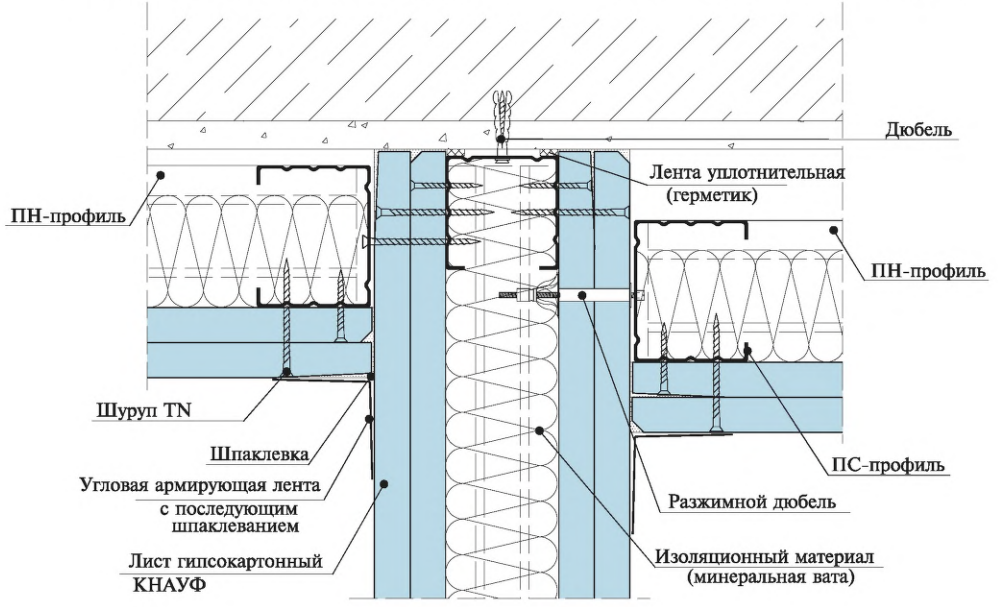 Дюбель
Лента уплотнительная
(герметик)
ПН-профиль
ПН-профиль
Шуруп TN
Шпаклевка
Угловая армирующая лента
с последующим
шпаклеванием
Лист гипсокартонный
КНАУФ
ПС-профиль
Разжимной дюбель
Изоляционный материал
(минеральная вата)